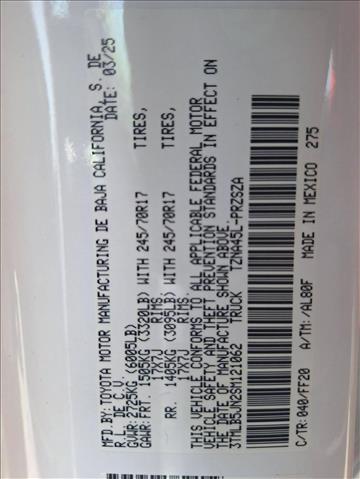 MFD.BY:TOYOTA MOTOR MANUFACTURING DE BAJA CALIFORNIA, S. DE
R.L. DE C.V. DATE: 03/25
GVWR:2725KG (6005LB)
GAWR:FRT. 1505KG (3320LB) WITH 245/70R17 TIRES,
17X7J RIMS,
RR. 1405KG (3095LB) WITH 245/70R17 TIRES,
17X7J RIMS
THIS VEHICLE CONFORMS TO ALL APPLICABLE FEDERAL MOTOR
VEHICLE SAFETY AND THEFT PREVENTION STANDARDS IN EFFECT ON
THE DATE OF MANUFACTURE SHOWN ABOVE.
3TMLB5JN2SM121062 TRUCK TZNA45L-PRZSZA
C/TR:040/FF20 A/TM:/AL80F MADE IN MEXICO 275